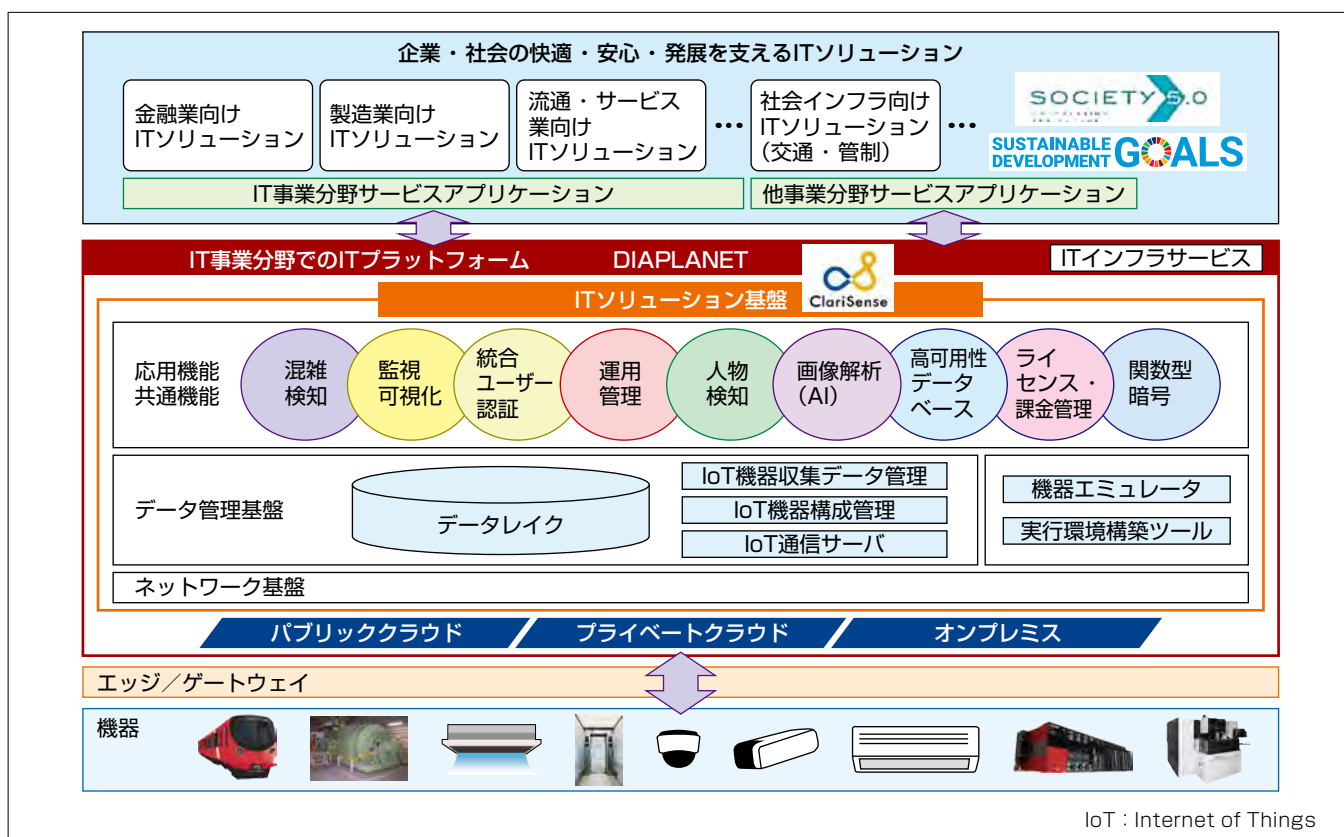 企業・社会の快適・安心・発展を支えるITソリューション
金融業向け
ITソリューション
製造業向け
ITソリューション
流通・サービス
業向け
ITソリューション
…
社会インフラ向け
ITソリューション
（交通・管制）
…
SOCIETY 5.0
SUSTAINABLE
DEVELOPMENT GOALS
IT事業分野サービスアプリケーション
他事業分野サービスアプリケーション
IT事業分野でのITプラットフォーム
DIAPLANET
ITインフラサービス
ITソリューション基盤
ClariSense
応用機能
共通機能
混雑
検知
監視
可視化
統合
ユーザー
認証
運用
管理
人物
検知
画像解析
（AI）
高可用性
データ
ベース
ライ
センス・
課金管理
関数型
暗号
データ管理基盤
データレイク
IoT機器収集データ管理
IoT機器構成管理
IoT通信サーバ
機器エミュレータ
実行環境構築ツール
ネットワーク基盤
パブリッククラウド
プライベートクラウド
オンプレミス
エッジ／ゲートウェイ
機器
IoT：Internet of Things